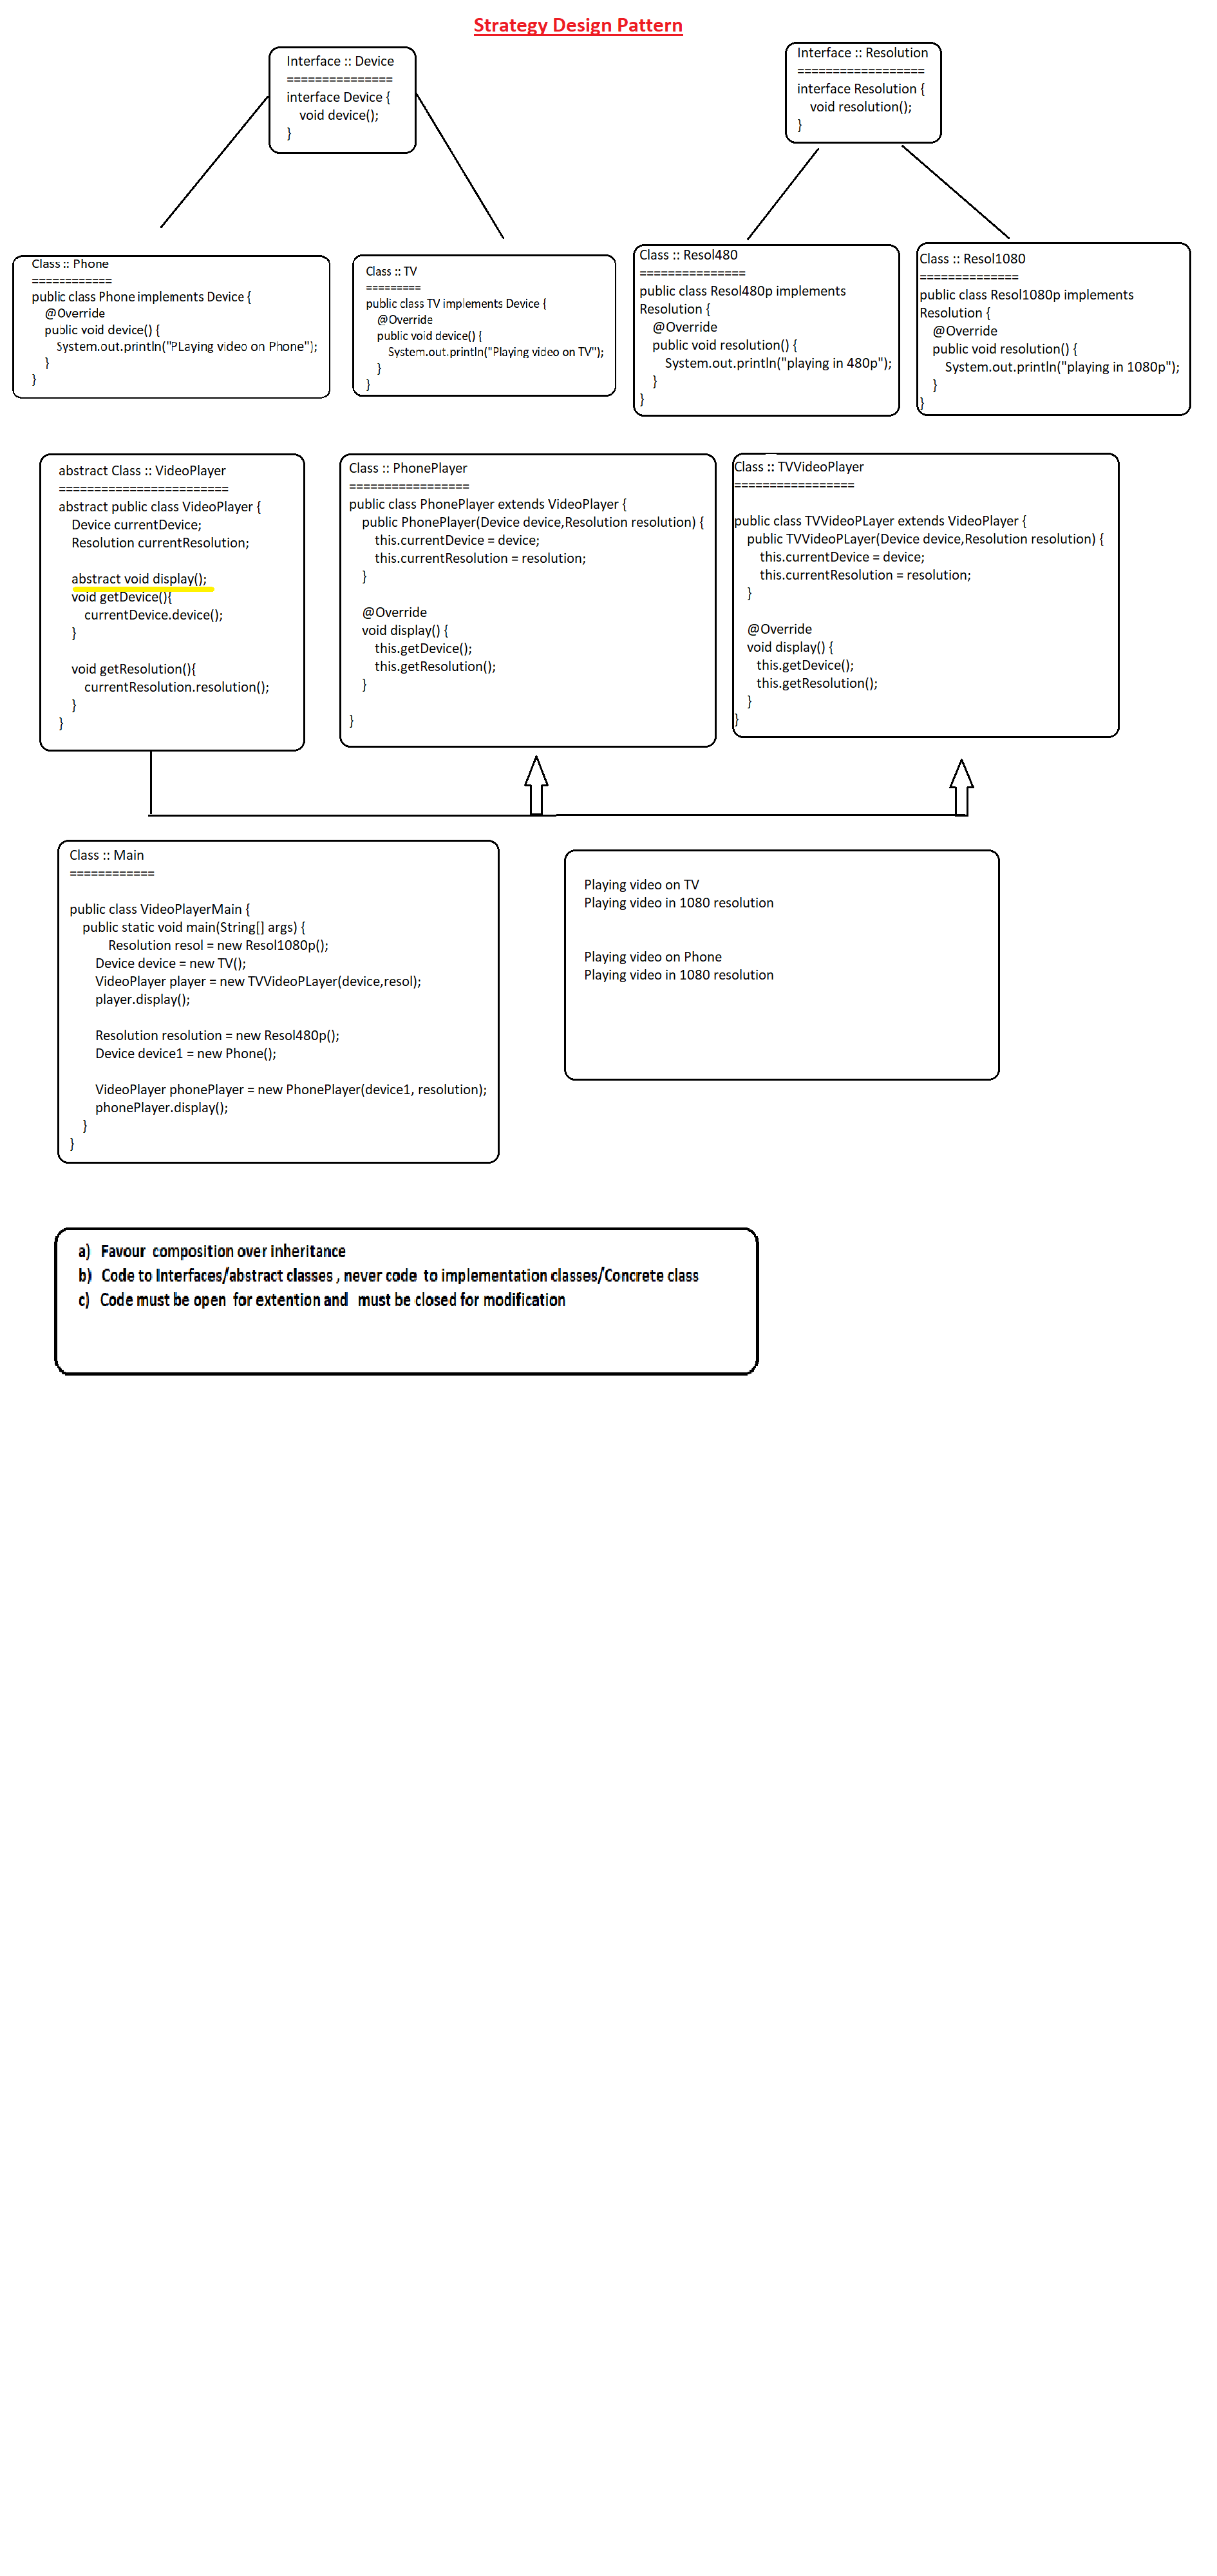 Strategy Design Pattern
Interface :: Device
===============
interface Device {
void device();
}
Interface :: Resolution
==================
interface Resolution {
void resolution();
}
Class :: Phone
============
public class Phone implements Device {
@Override
public void device() {
System.out.println("PLaying video on Phone");
}
}
Class :: TV
=========
public class TV implements Device {
@Override
public void device() {
System.out.println("Playing video on TV");
}
}
Class :: Resol480
===============
public class Resol480p implements
Resolution {
@Override
public void resolution() {
System.out.println("playing in 480p");
}
}
Class :: Resol1080
==============
public class Resol1080p implements
Resolution {
@Override
public void resolution() {
System.out.println("playing in 1080p");
}
}
abstract Class :: VideoPlayer
========================
abstract public class VideoPlayer {
Device currentDevice;
Resolution currentResolution;
abstract void display();
void getDevice(){
currentDevice.device();
}
void getResolution(){
currentResolution.resolution();
}
}
Class :: PhonePlayer
=================
public class PhonePlayer extends VideoPlayer {
public PhonePlayer(Device device,Resolution resolution) {
this.currentDevice = device;
this.currentResolution = resolution;
}
@Override
void display() {
this.getDevice();
this.getResolution();
}
}
Class :: TVVideoPlayer
=================
public class TVVideoPLayer extends VideoPlayer {
public TVVideoPLayer(Device device,Resolution resolution) {
this.currentDevice = device;
this.currentResolution = resolution;
}
@Override
void display() {
this.getDevice();
this.getResolution();
}
}
Class :: Main
============
public class VideoPlayerMain {
public static void main(String[] args) {
Resolution resol = new Resol1080p();
Device device = new TV();
VideoPlayer player = new TVVideoPLayer(device,resol);
player.display();
Resolution resolution = new Resol480p();
Device device1 = new Phone();
VideoPlayer phonePlayer = new PhonePlayer(device1, resolution);
phonePlayer.display();
}
}
Playing video on TV
Playing video in 1080 resolution
Playing video on Phone
Playing video in 1080 resolution
a) Favour composition over inheritance
b) Code to Interfaces/abstract classes , never code to implementation classes/Concrete class
c) Code must be open for extention and must be closed for modification